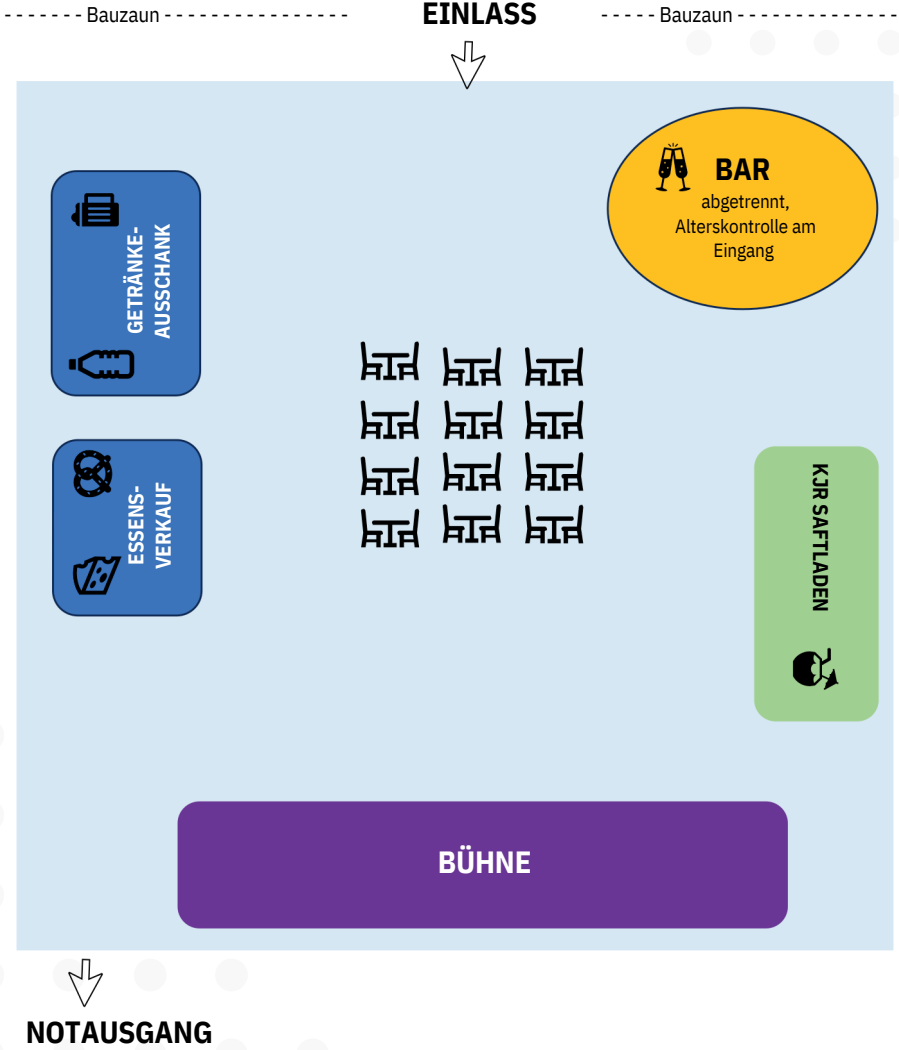 - - - - - - - Bauzaun - - - - - - - - - - - - - - -
EINLASS
- - - - - Bauzaun - - - - - - - - - - - - - -
BAR
abgetrennt,
Alterskontrolle am
Eingang
GETRÄNKE-
AUSSCHANK
ESSENS-
VERKAUF
KJR SAFTLADEN
BÜHNE
NOTAUSGANG